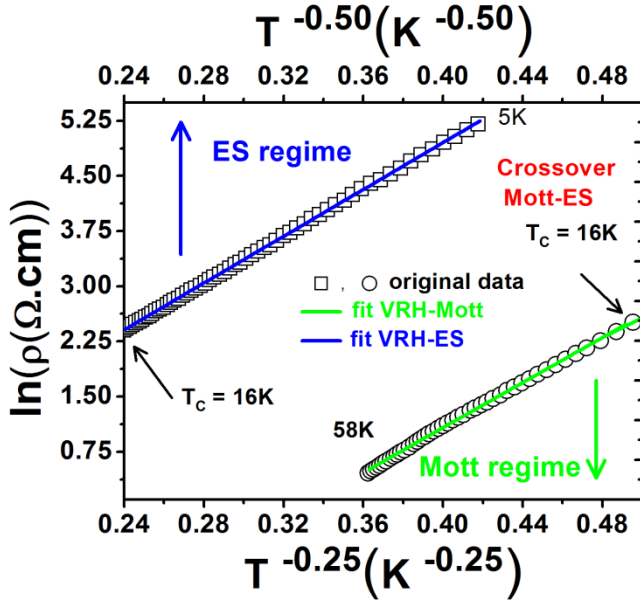 T -0.50(K -0.50)
0.24 0.28 0.32 0.36 0.40 0.44 0.48
5.25
4.50
3.75
3.00
2.25
1.50
0.75
ln(ρ(Ω.cm))
ES regime
5K
Crossover
Mott-ES
T C = 16K
□ , ○ original data
fit VRH-Mott
fit VRH-ES
T C = 16K
58K
Mott regime
0.24 0.28 0.32 0.36 0.40 0.44 0.48
T -0.25(K -0.25)